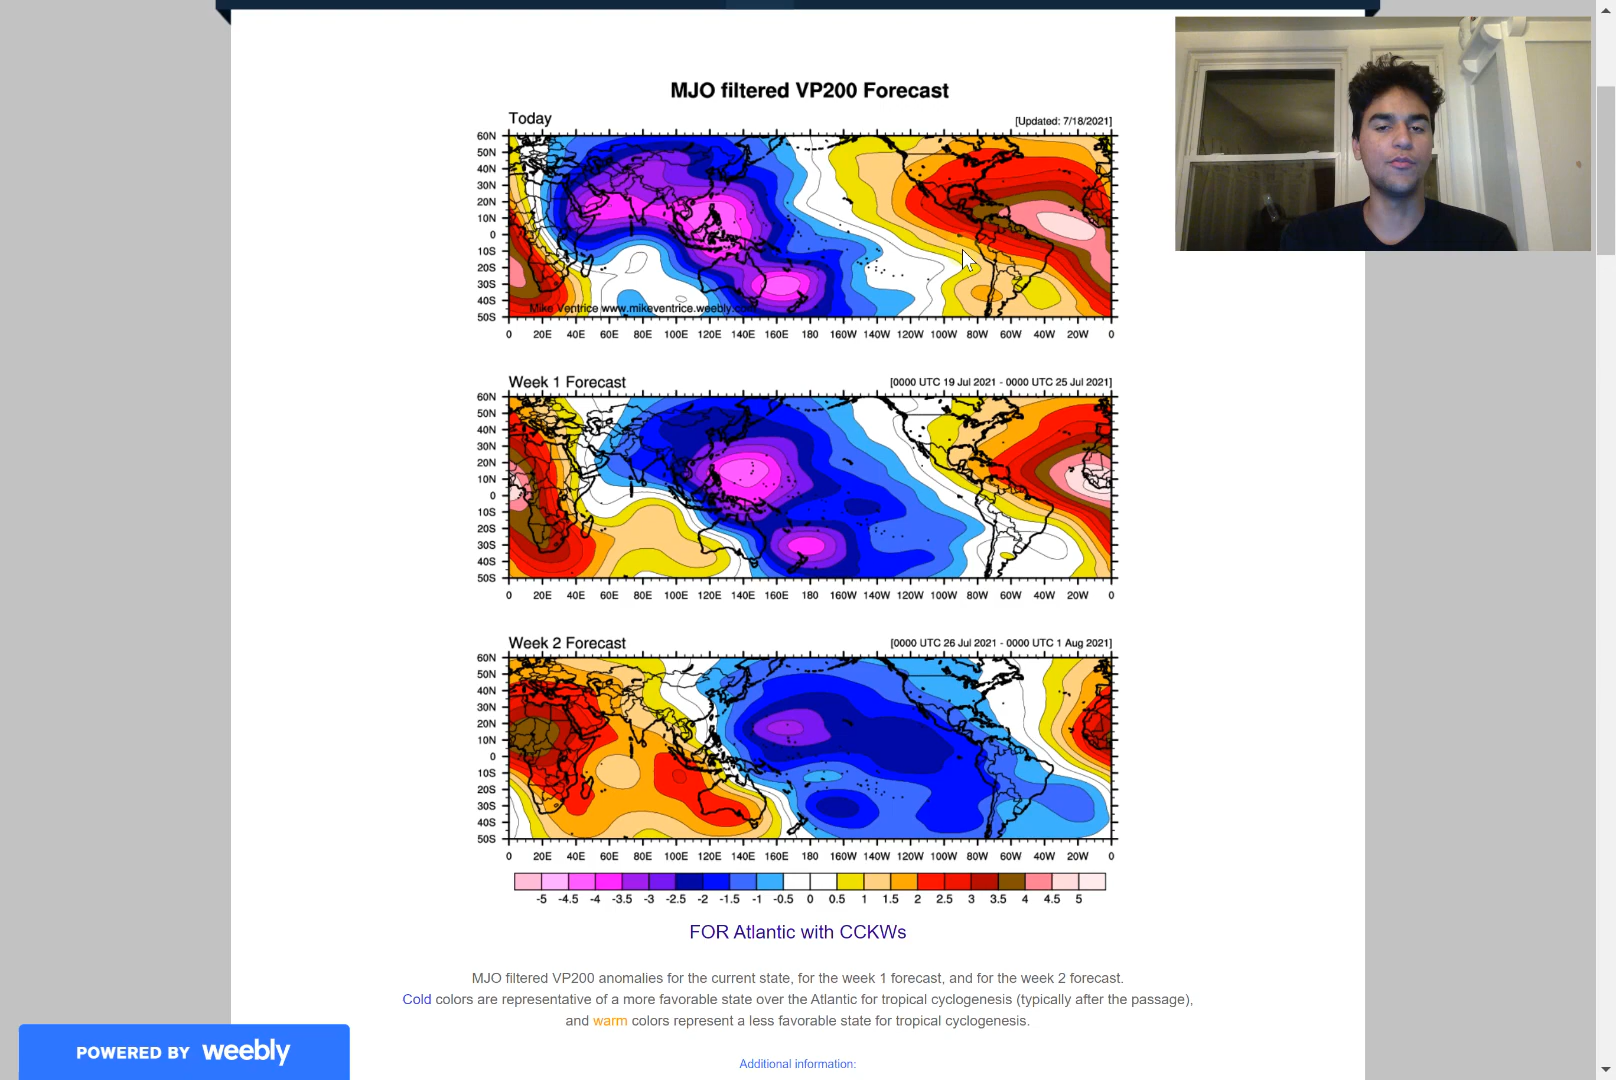 MJO filtered VP200 Forecast
Today [Updated: 7/18/2021]
60N
50N
40N
30N
20N
10N
0
10S
20S
30S
40S
50S
Mike Ventrice www.mikeventrice.weebly.com
0 20E 40E 60E 80E 100E 120E 140E 160E 180 160W 140W 120W 100W 80W 60W 40W 20W 0
Week 1 Forecast [0000 UTC 19 Jul 2021 - 0000 UTC 25 Jul 2021]
60N
50N
40N
30N
20N
10N
0
10S
20S
30S
40S
50S
0 20E 40E 60E 80E 100E 120E 140E 160E 180 160W 140W 120W 100W 80W 60W 40W 20W 0
Week 2 Forecast [0000 UTC 26 Jul 2021 - 0000 UTC 1 Aug 2021]
60N
50N
40N
30N
20N
10N
0
10S
20S
30S
40S
50S
0 20E 40E 60E 80E 100E 120E 140E 160E 180 160W 140W 120W 100W 80W 60W 40W 20W 0
-5 -4.5 -4 -3.5 -3 -2.5 -2 -1.5 -1 -0.5 0 0.5 1 1.5 2 2.5 3 3.5 4 4.5 5
FOR Atlantic with CCKWs
MJO filtered VP200 anomalies for the current state, for the week 1 forecast, and for the week 2 forecast.
Cold colors are representative of a more favorable state over the Atlantic for tropical cyclogenesis (typically after the passage),
and warm colors represent a less favorable state for tropical cyclogenesis.
POWERED BY weebly
Additional information: